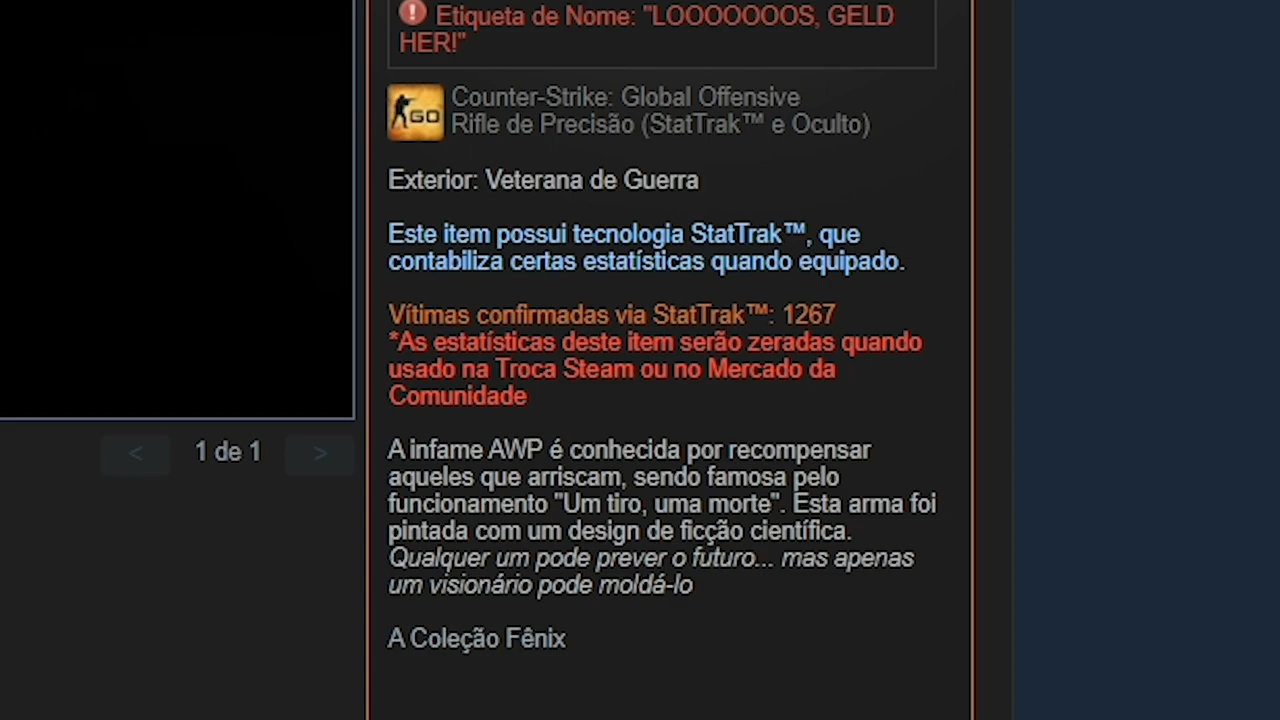 Etiqueta de Nome: "LOOOOOOOS, GELD
HER!"
GO
Counter-Strike: Global Offensive
Rifle de Precisão (StatTrak™ e Oculto)
Exterior: Veterana de Guerra
Este item possui tecnologia StatTrak™, que
contabiliza certas estatísticas quando equipado.
Vítimas confirmadas via StatTrak™: 1267
*As estatísticas deste item serão zeradas quando
usado na Troca Steam ou no Mercado da
Comunidade
< 1 de 1 >
A infame AWP é conhecida por recompensar
aqueles que arriscam, sendo famosa pelo
funcionamento "Um tiro, uma morte". Esta arma foi
pintada com um design de ficção científica.
Qualquer um pode prever o futuro... mas apenas
um visionário pode moldá-lo
A Coleção Fênix